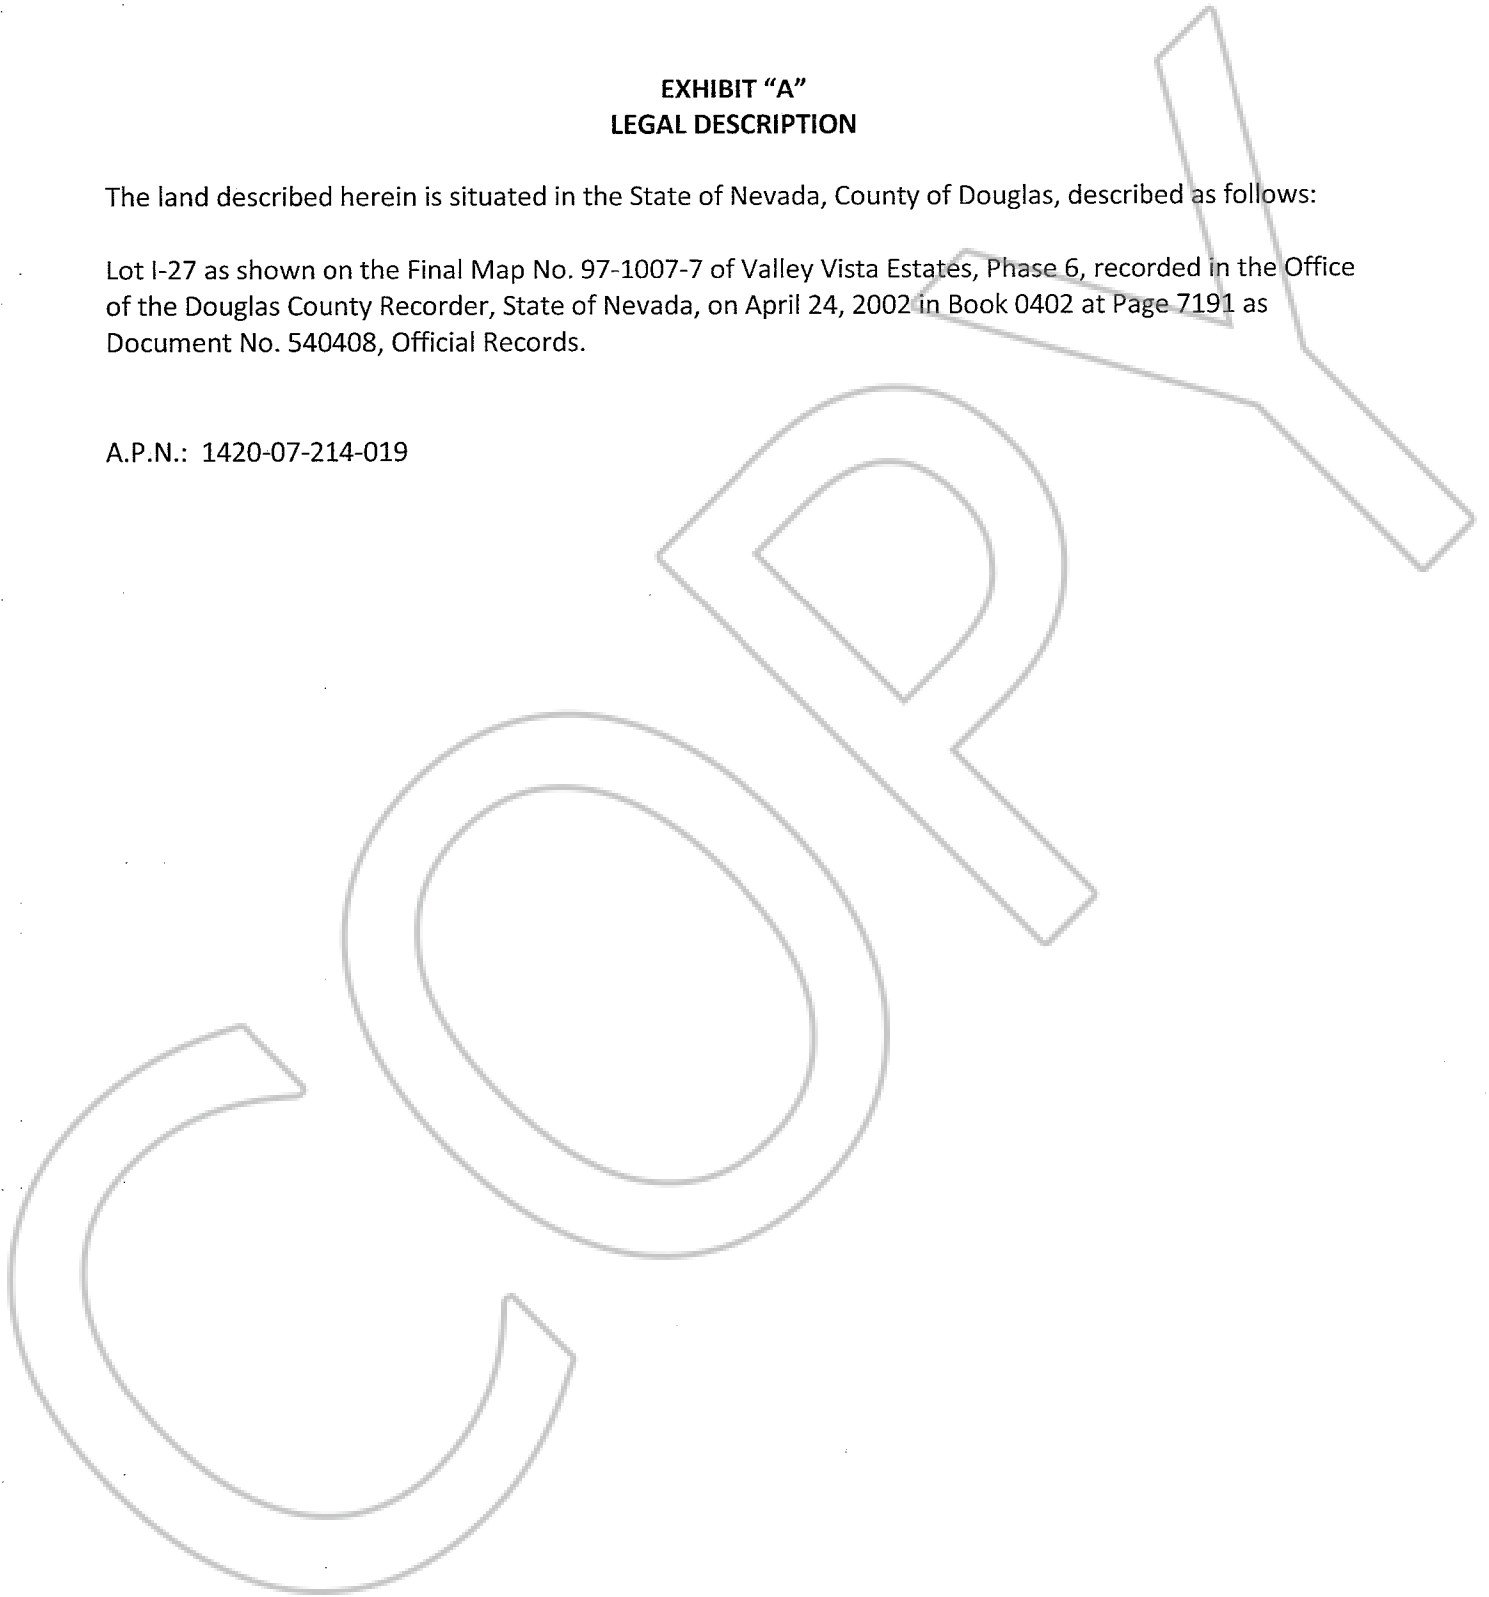 EXHIBIT “A”
LEGAL DESCRIPTION
The land described herein is situated in the State of Nevada, County of Douglas, described as follows:
Lot I-27 as shown on the Final Map No. 97-1007-7 of Valley Vista Estates, Phase 6, recorded in the Office
of the Douglas County Recorder, State of Nevada, on April 24, 2002 in Book 0402 at Page 7191 as
Document No. 540408, Official Records.
A.P.N.: 1420-07-214-019
COPY